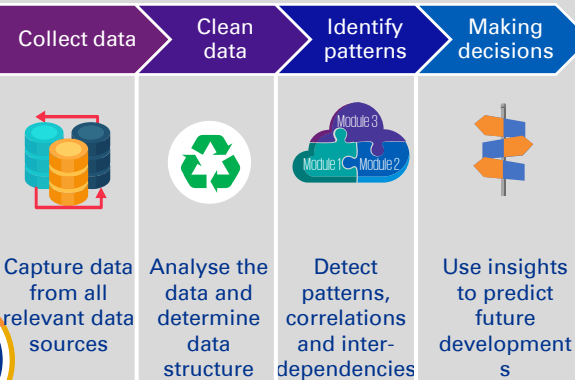 Collect data
Clean
data
Identify
patterns
Making
decisions
Module 3
Module 1
Module 2
Capture data
from all
relevant data
sources
Analyse the
data and
determine
data
structure
Detect
patterns,
correlations
and inter-
dependencies
Use insights
to predict
future
development
s